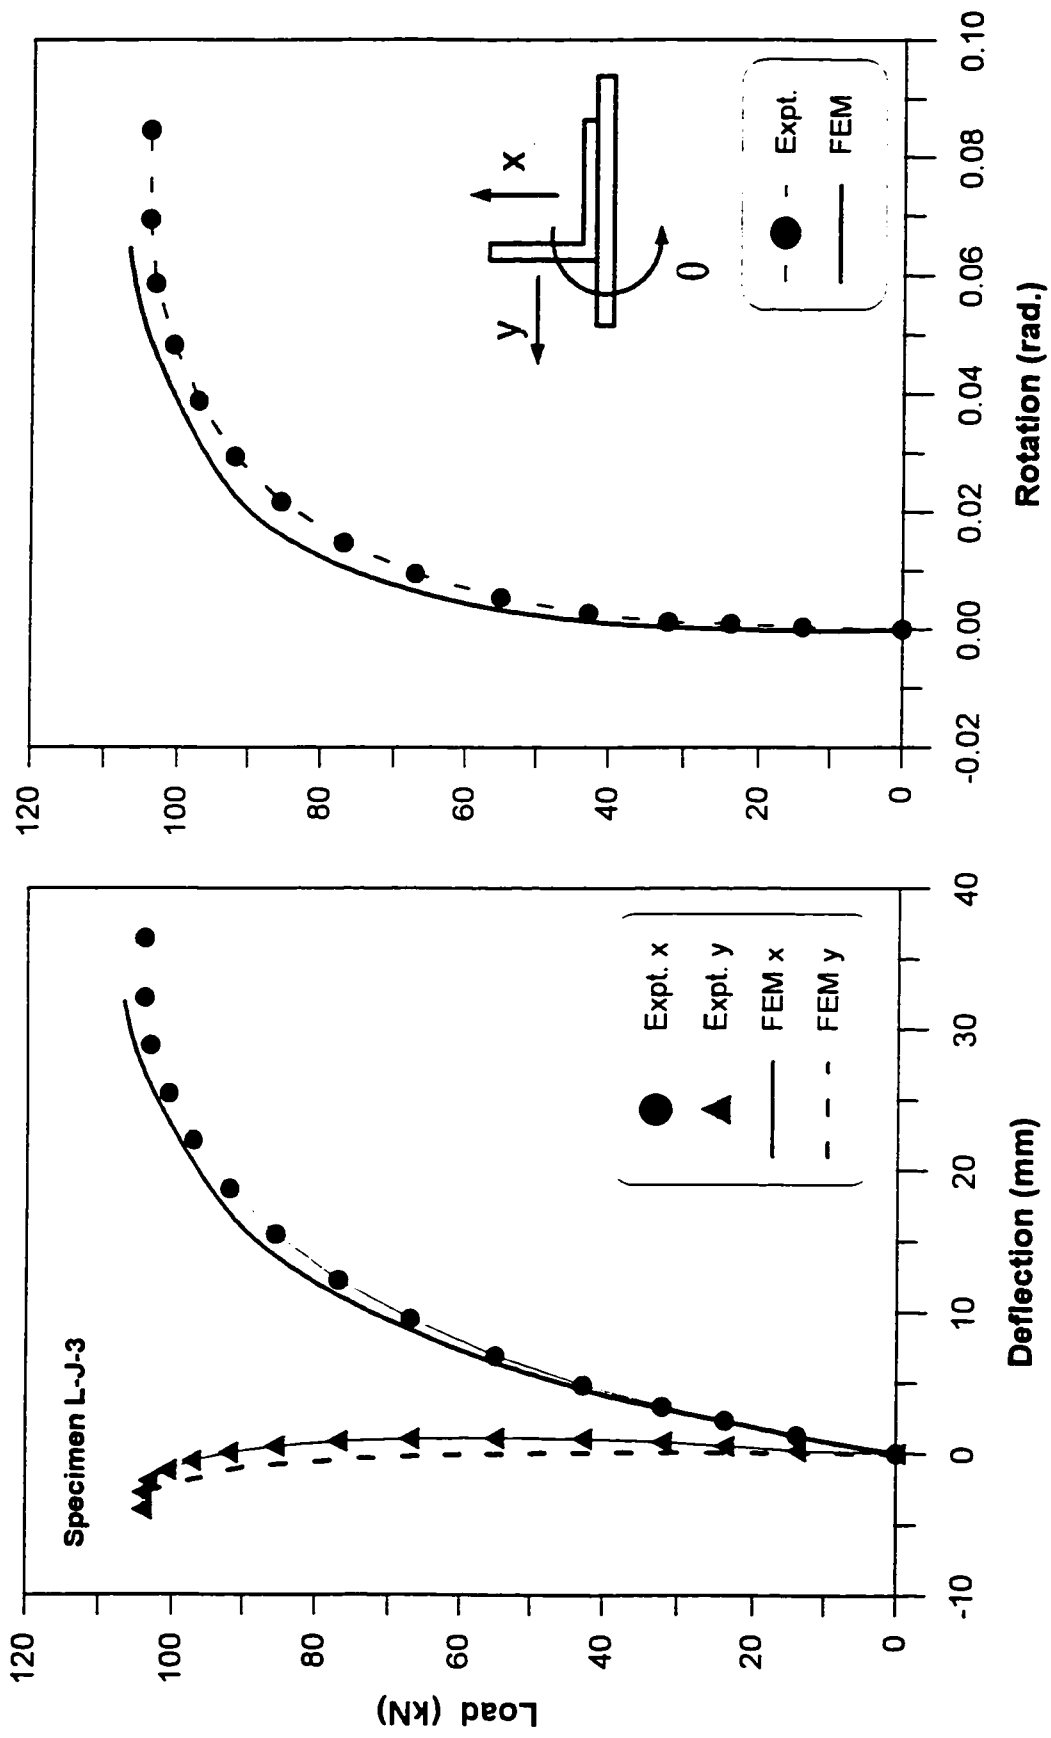 Specimen L-J-3
Load (kN)
120
100
80
60
40
20
0
-10
0
10
20
30
40
Deflection (mm)
Expt. x
Expt. y
FEM x
FEM y
120
100
80
60
40
20
0
-0.02
0.00
0.02
0.04
0.06
0.08
0.10
Rotation (rad.)
y
x
θ
Expt.
FEM